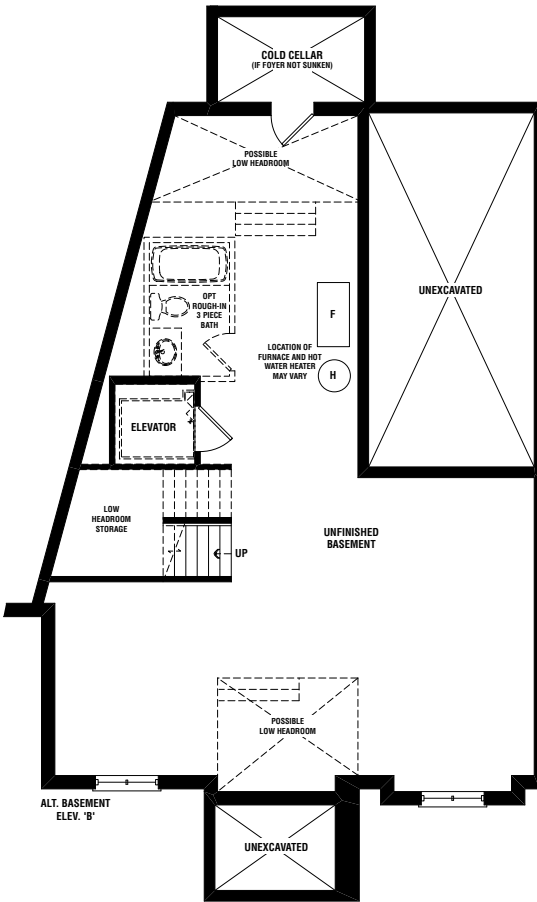 COLD CELLAR
(IF FOYER NOT SUNKEN)
POSSIBLE
LOW HEADROOM
UNEXCAVATED
OPT
ROUGH-IN
3 PIECE
BATH
F
LOCATION OF
FURNACE AND HOT
WATER HEATER
MAY VARY
H
ELEVATOR
LOW
HEADROOM
STORAGE
UP
UNFINISHED
BASEMENT
POSSIBLE
LOW HEADROOM
ALT. BASEMENT
ELEV. 'B'
UNEXCAVATED